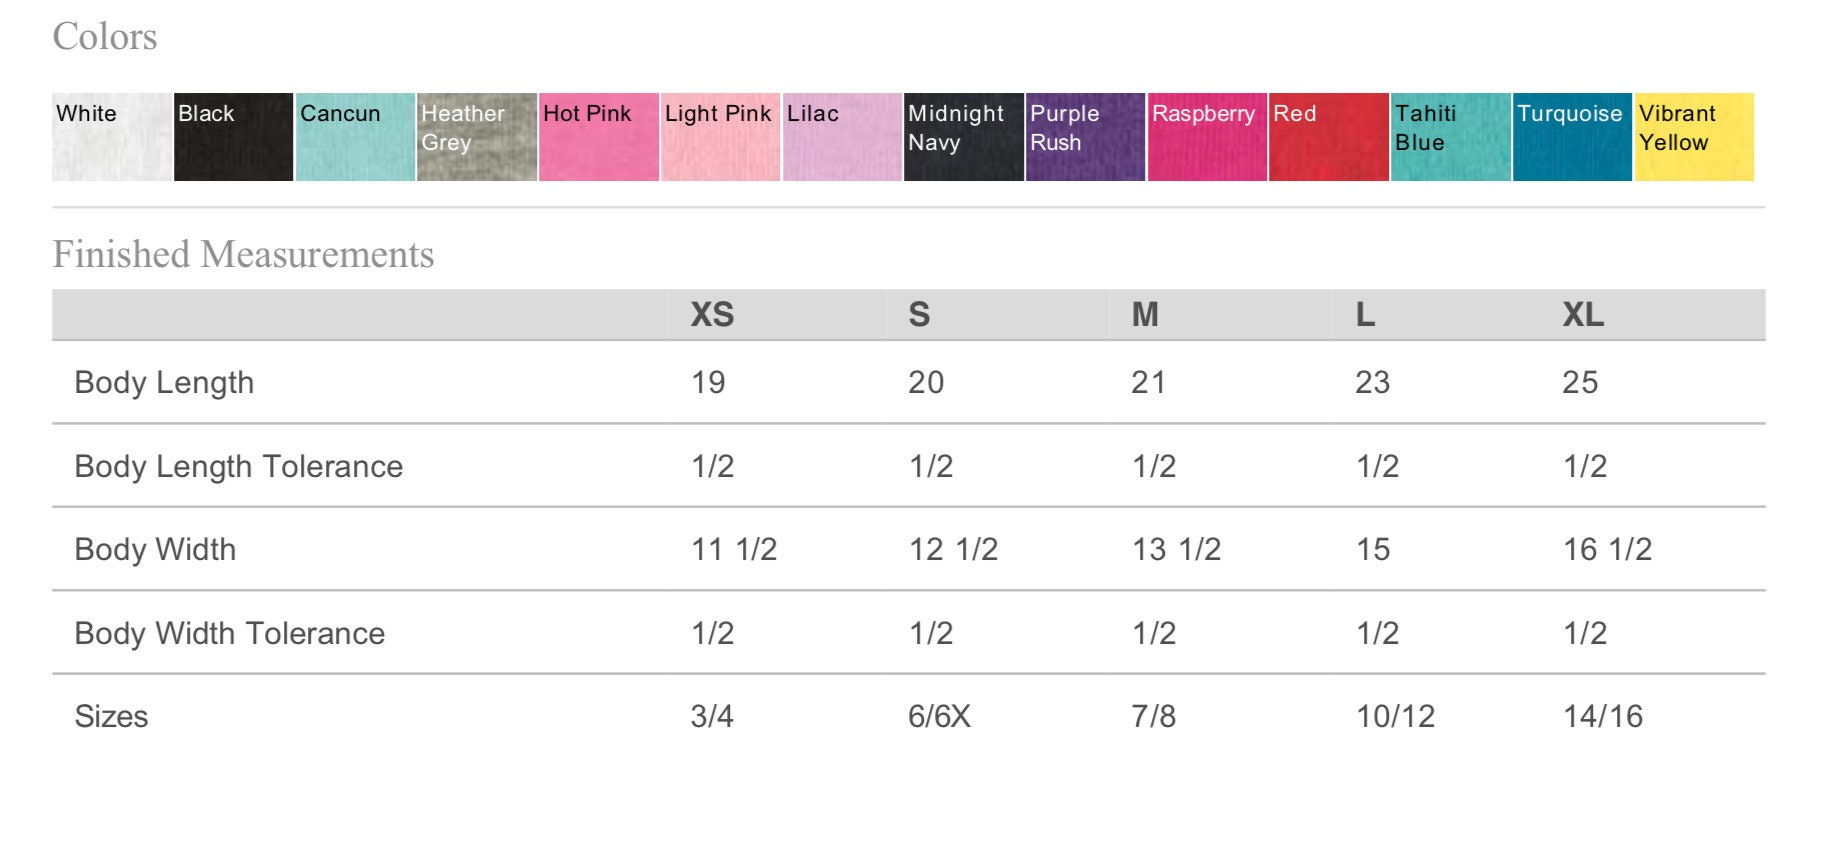 Colors
White Black Cancun Heather Grey Hot Pink Light Pink Lilac Midnight Navy Purple Rush Raspberry Red Tahiti Blue Turquoise Vibrant Yellow
Finished Measurements
XS S M L XL
Body Length 19 20 21 23 25
Body Length Tolerance 1/2 1/2 1/2 1/2 1/2
Body Width 11 1/2 12 1/2 13 1/2 15 16 1/2
Body Width Tolerance 1/2 1/2 1/2 1/2 1/2
Sizes 3/4 6/6X 7/8 10/12 14/16